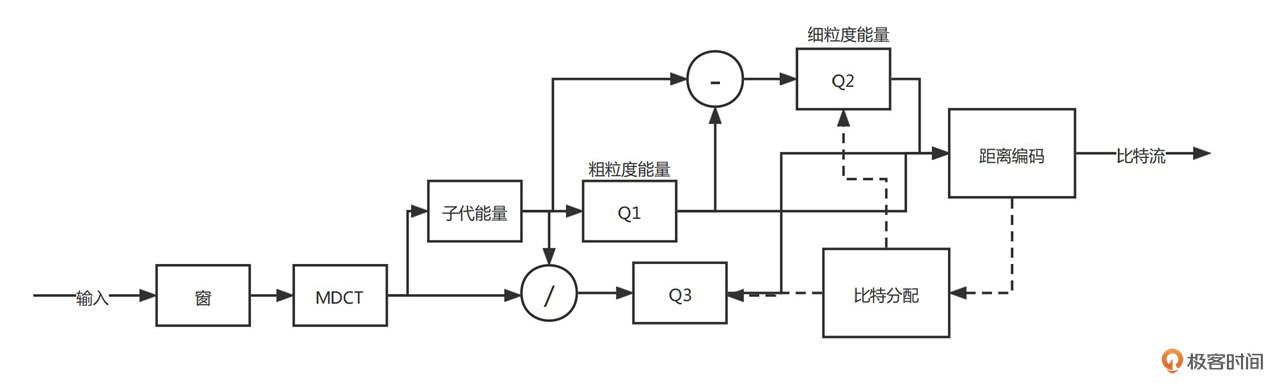 细粒度能量
-
Q2
粗粒度能量
距离编码
比特流
子代能量
Q1
输入
窗
MDCT
/
Q3
比特分配
极客时间